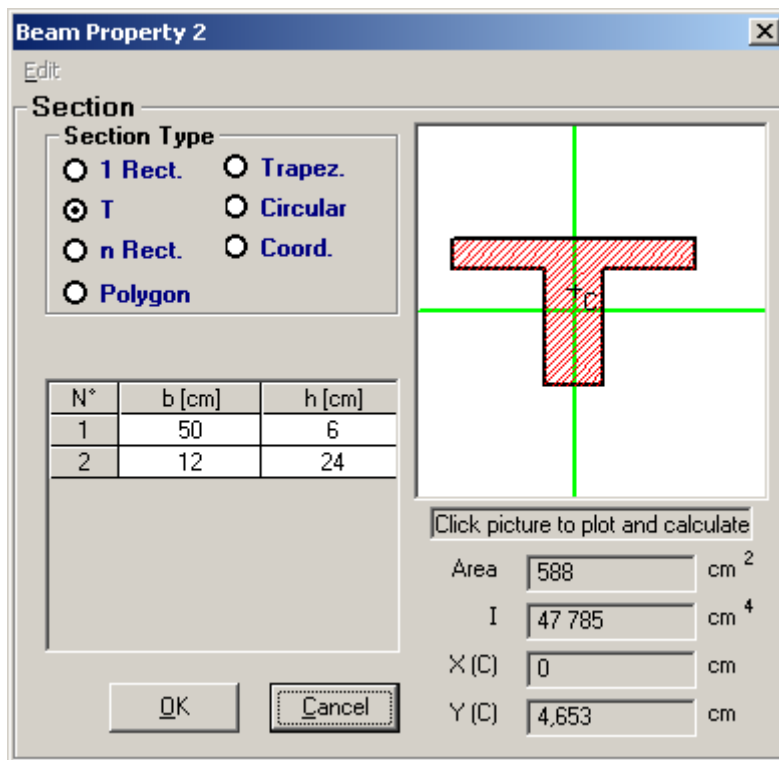 Beam Property 2
Edit
Section
Section Type
1 Rect.
Trapez.
T
Circular
n Rect.
Coord.
Polygon
C
N° b [cm] h [cm]
1 50 6
2 12 24
Click picture to plot and calculate
Area 588 cm 2
I 47 785 cm 4
X (C) 0 cm
Y (C) 4,653 cm
OK
Cancel